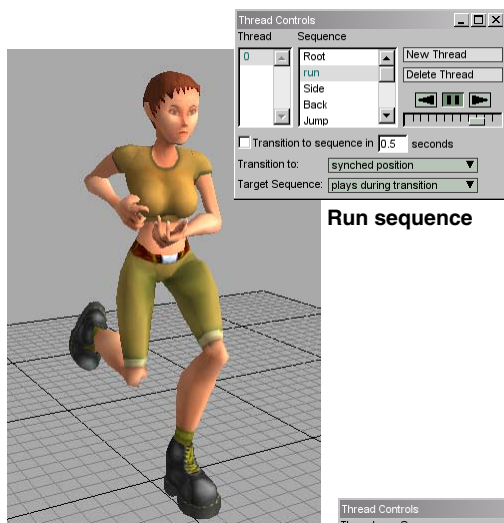 Thread Controls
Thread Sequence
0 Root
run
Side
Back
Jump
New Thread
Delete Thread
Transition to sequence in 0.5 seconds
Transition to: synched position
Target Sequence: plays during transition
Run sequence
Thread Controls